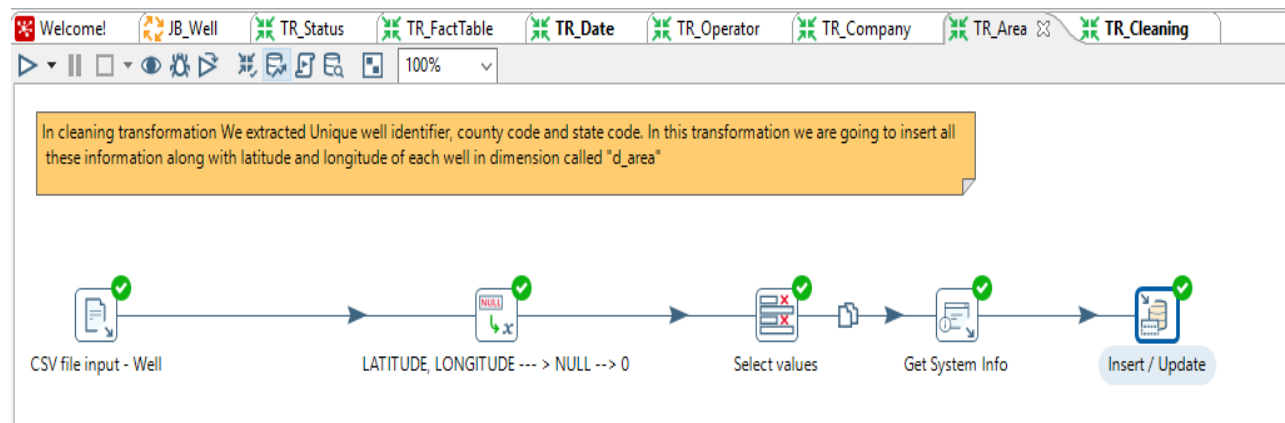 Welcome! JB_Well TR_Status TR_FactTable TR_Date TR_Operator TR_Company TR_Area TR_Cleaning
100%
In cleaning transformation We extracted Unique well identifier, county code and state code. In this transformation we are going to insert all
these information along with latitude and longitude of each well in dimension called "d_area"
NULL
x
CSV file input - Well LATITUDE, LONGITUDE --- > NULL --> 0 Select values Get System Info Insert / Update